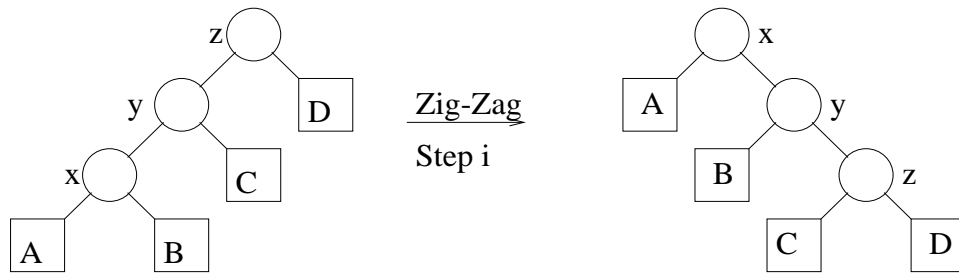 z x
D A
y Zig-Zag y
Step i
C B
x z
A B C D